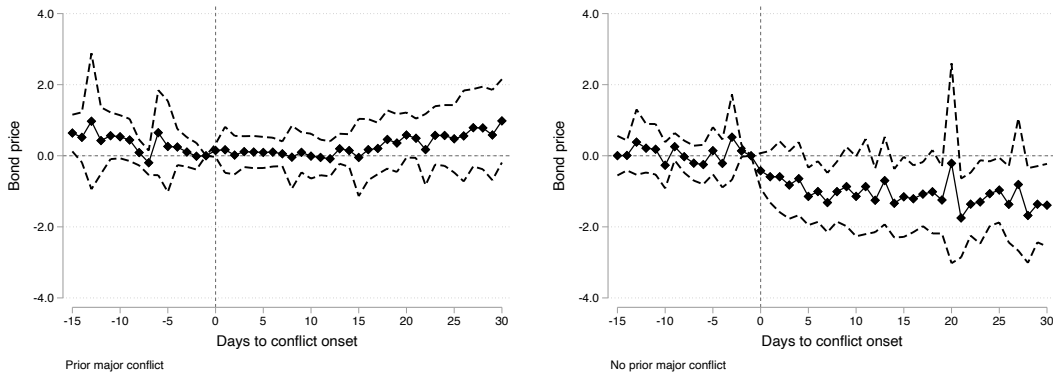 4.0
2.0
0.0
-2.0
-4.0
Bond price
-15 -10 -5 0 5 10 15 20 25 30
Days to conflict onset
Prior major conflict
4.0
2.0
0.0
-2.0
-4.0
Bond price
-15 -10 -5 0 5 10 15 20 25 30
Days to conflict onset
No prior major conflict